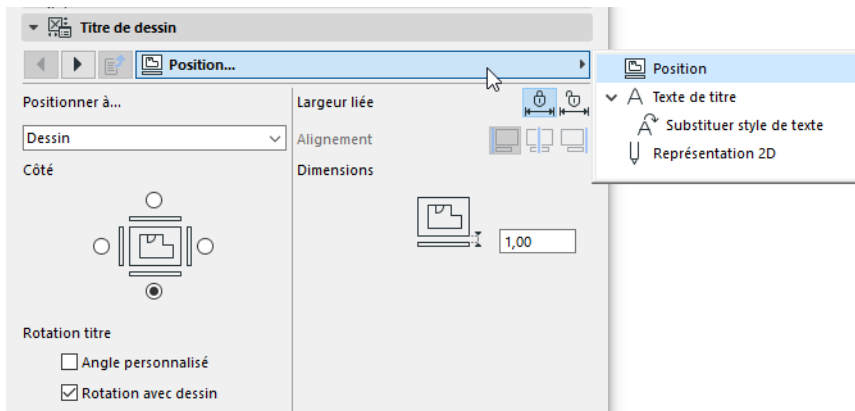 Titre de dessin
Position...
Positionner à...
Dessin
Côté
Rotation titre
Angle personnalisé
Rotation avec dessin
Largeur liée
Alignement
Dimensions
1,00
Position
Texte de titre
Substituer style de texte
Représentation 2D